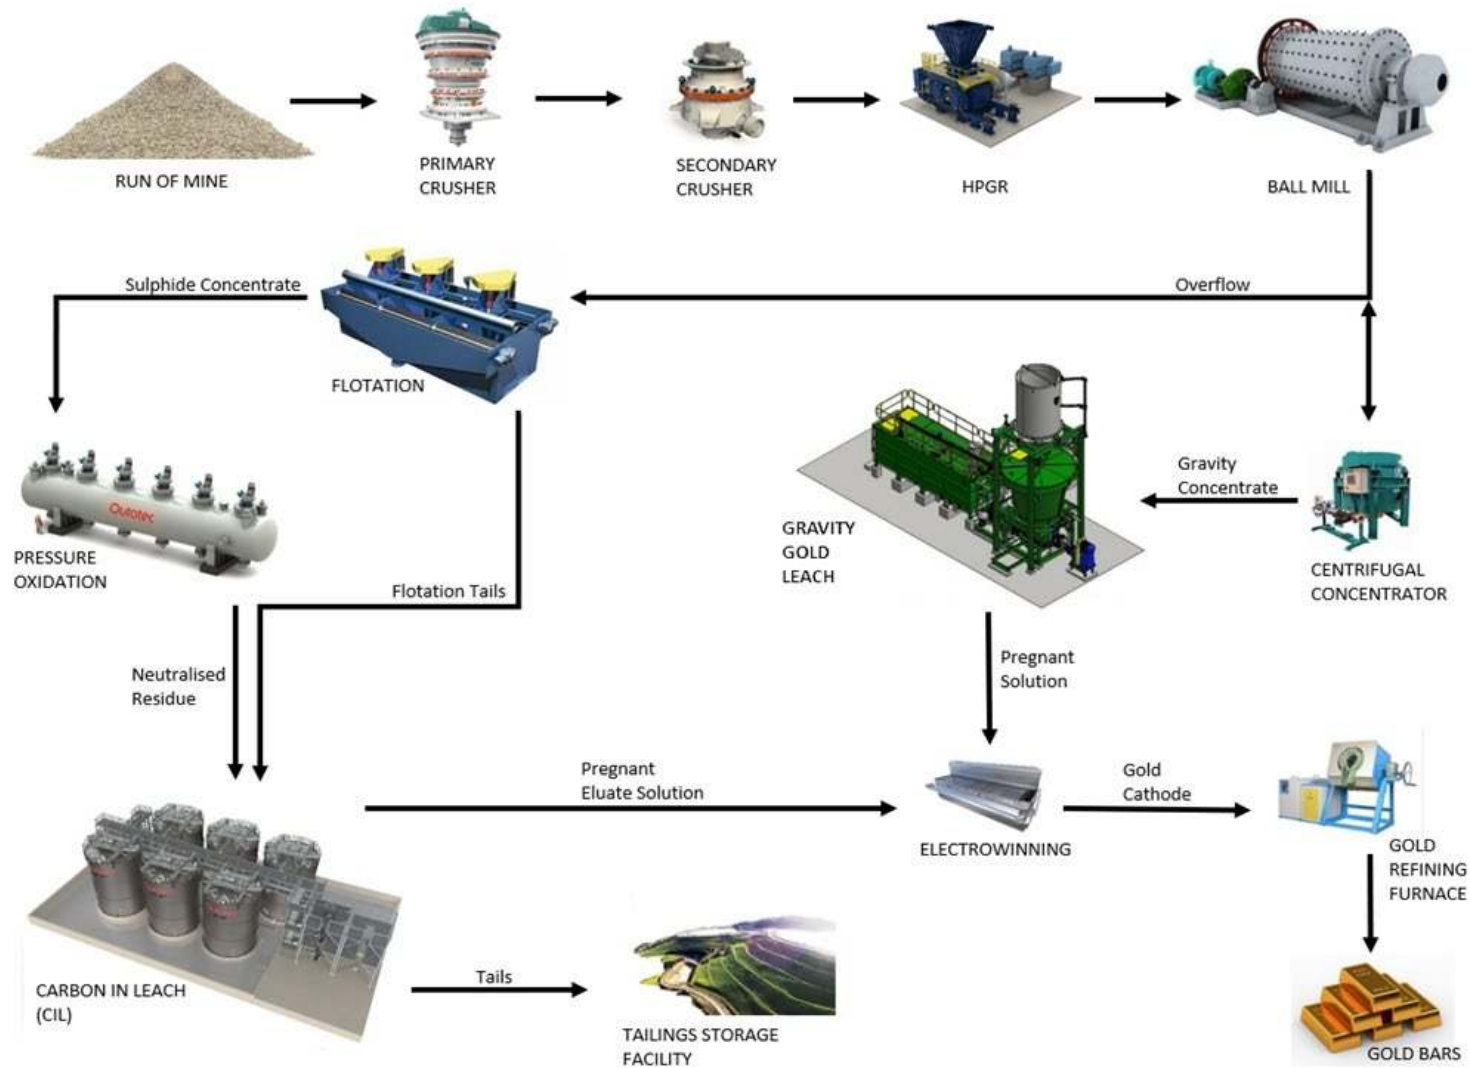 PRIMARY
CRUSHER
SECONDARY
CRUSHER
RUN OF MINE
HPGR
BALL MILL
Sulphide Concentrate
Overflow
FLOTATION
Gravity
Concentrate
Outotec
GRAVITY
GOLD
LEACH
PRESSURE
OXIDATION
CENTRIFUGAL
CONCENTRATOR
Flotation Tails
Neutralised
Residue
Pregnant
Solution
Pregnant
Eluate Solution
Gold
Cathode
ELECTROWINNING
GOLD
REFINING
FURNACE
CARBON IN LEACH
(CIL)
Tails
TAILINGS STORAGE
FACILITY
GOLD BARS